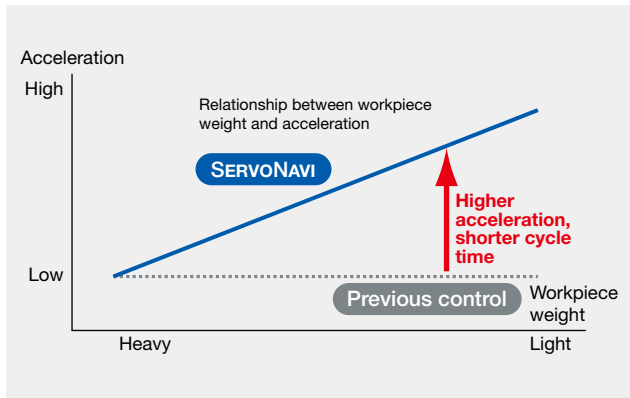 Acceleration
High
Relationship between workpiece
weight and acceleration
SERVONAVI
Higher
acceleration,
shorter cycle
time
Low
Previous control
Workpiece
weight
Heavy
Light